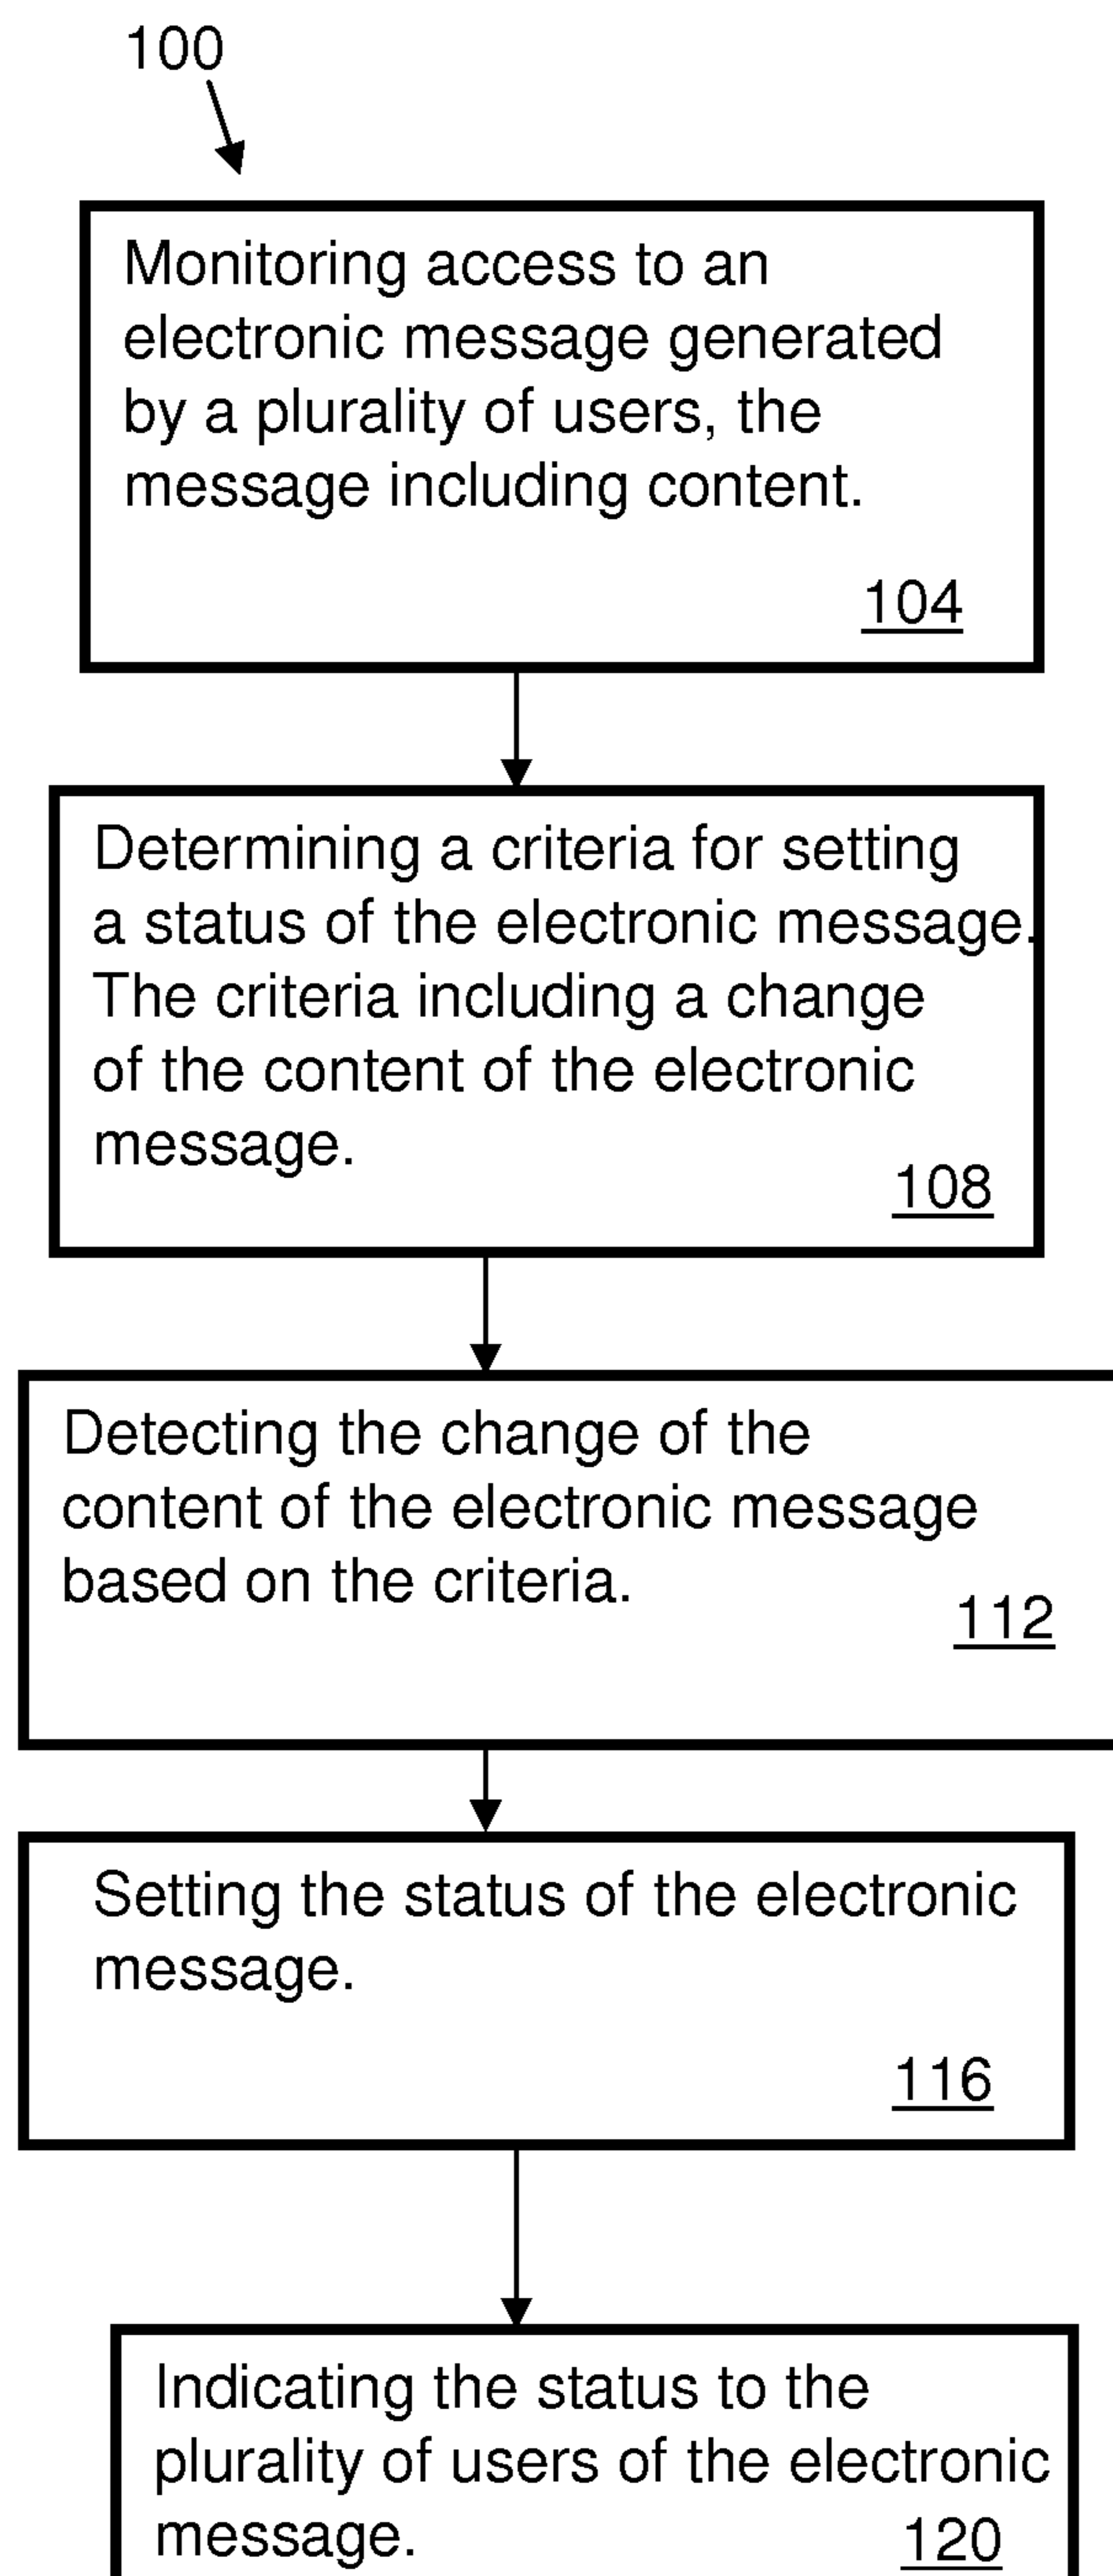 100
Monitoring access to an
electronic message generated
by a plurality of users, the
message including content.
104
Determining a criteria for setting
a status of the electronic message.
The criteria including a change
of the content of the electronic
message.
108
Detecting the change of the
content of the electronic message
based on the criteria.
112
Setting the status of the electronic
message.
116
Indicating the status to the
plurality of users of the electronic
message.
120